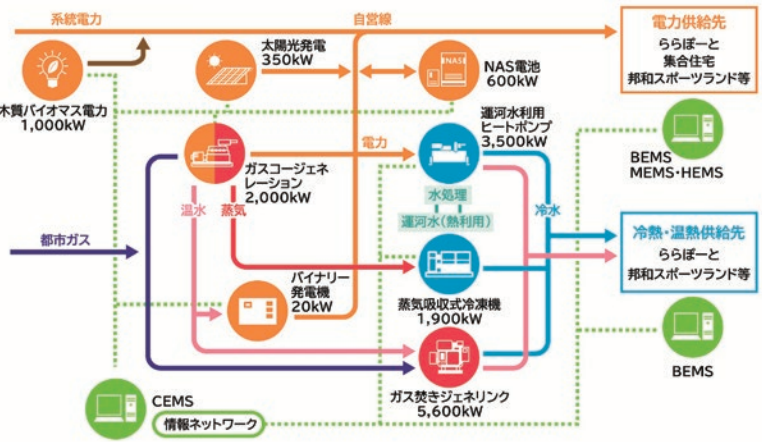 系統電力
自営線
電力供給先
ららぽーと
集合住宅
邦和スポーツランド等
太陽光発電
350kW
NAS
NAS電池
600kW
木質バイオマス電力
1,000kW
運河水利用
ヒートポンプ
3,500kW
電力
ガスコージェネ
レーション
2,000kW
BEMS
MEMS・HEMS
温水
蒸気
水処理
運河水(熱利用)
冷水
都市ガス
冷熱・温熱供給先
ららぽーと
邦和スポーツランド等
バイナリー
発電機
20kW
蒸気吸収式冷凍機
1,900kW
BEMS
ガス焚きジェネリンク
5,600kW
CEMS
情報ネットワーク